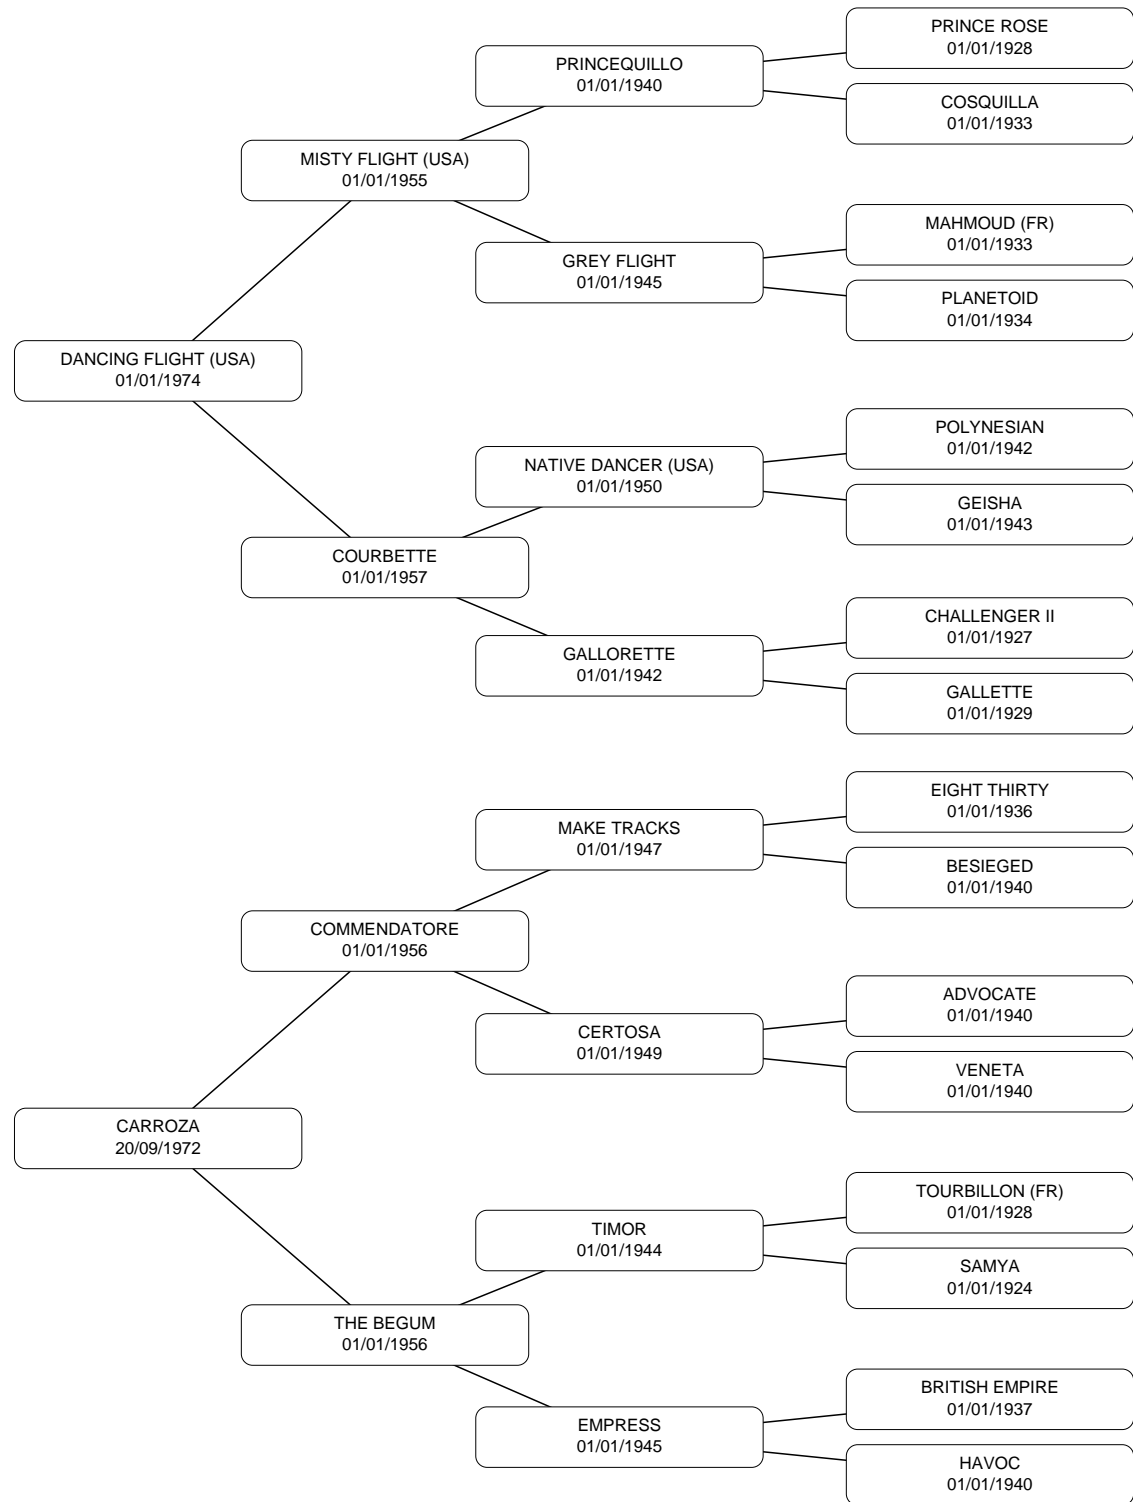 PRINCE ROSE
01/01/1928
PRINCEQUILLO
01/01/1940
COSQUILLA
01/01/1933
MISTY FLIGHT (USA)
01/01/1955
MAHMOUD (FR)
01/01/1933
GREY FLIGHT
01/01/1945
PLANETOID
01/01/1934
DANCING FLIGHT (USA)
01/01/1974
POLYNESIAN
01/01/1942
NATIVE DANCER (USA)
01/01/1950
GEISHA
01/01/1943
COURBETTE
01/01/1957
CHALLENGER II
01/01/1927
GALLORETTE
01/01/1942
GALLETTE
01/01/1929
EIGHT THIRTY
01/01/1936
MAKE TRACKS
01/01/1947
BESIEGED
01/01/1940
COMMENDATORE
01/01/1956
ADVOCATE
01/01/1940
CERTOSA
01/01/1949
VENETA
01/01/1940
CARROZA
20/09/1972
TOURBILLON (FR)
01/01/1928
TIMOR
01/01/1944
SAMYA
01/01/1924
THE BEGUM
01/01/1956
BRITISH EMPIRE
01/01/1937
EMPRESS
01/01/1945
HAVOC
01/01/1940